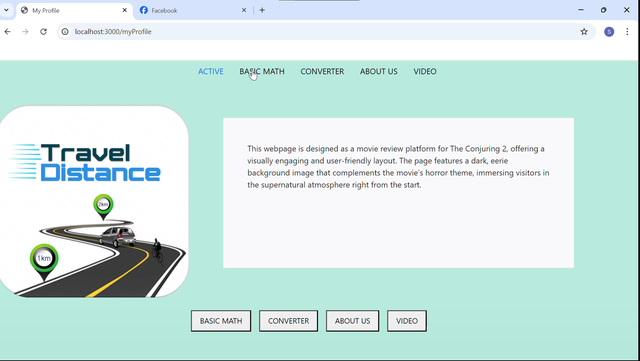 My Profile
Facebook
localhost:3000/myProfile
S
ACTIVE BASIC MATH CONVERTER ABOUT US VIDEO
Travel
Distance
2km
1km
This webpage is designed as a movie review platform for The Conjuring 2, offering a
visually engaging and user-friendly layout. The page features a dark, eerie
background image that complements the movie's horror theme, immersing visitors in
the supernatural atmosphere right from the start.
BASIC MATH CONVERTER ABOUT US VIDEO